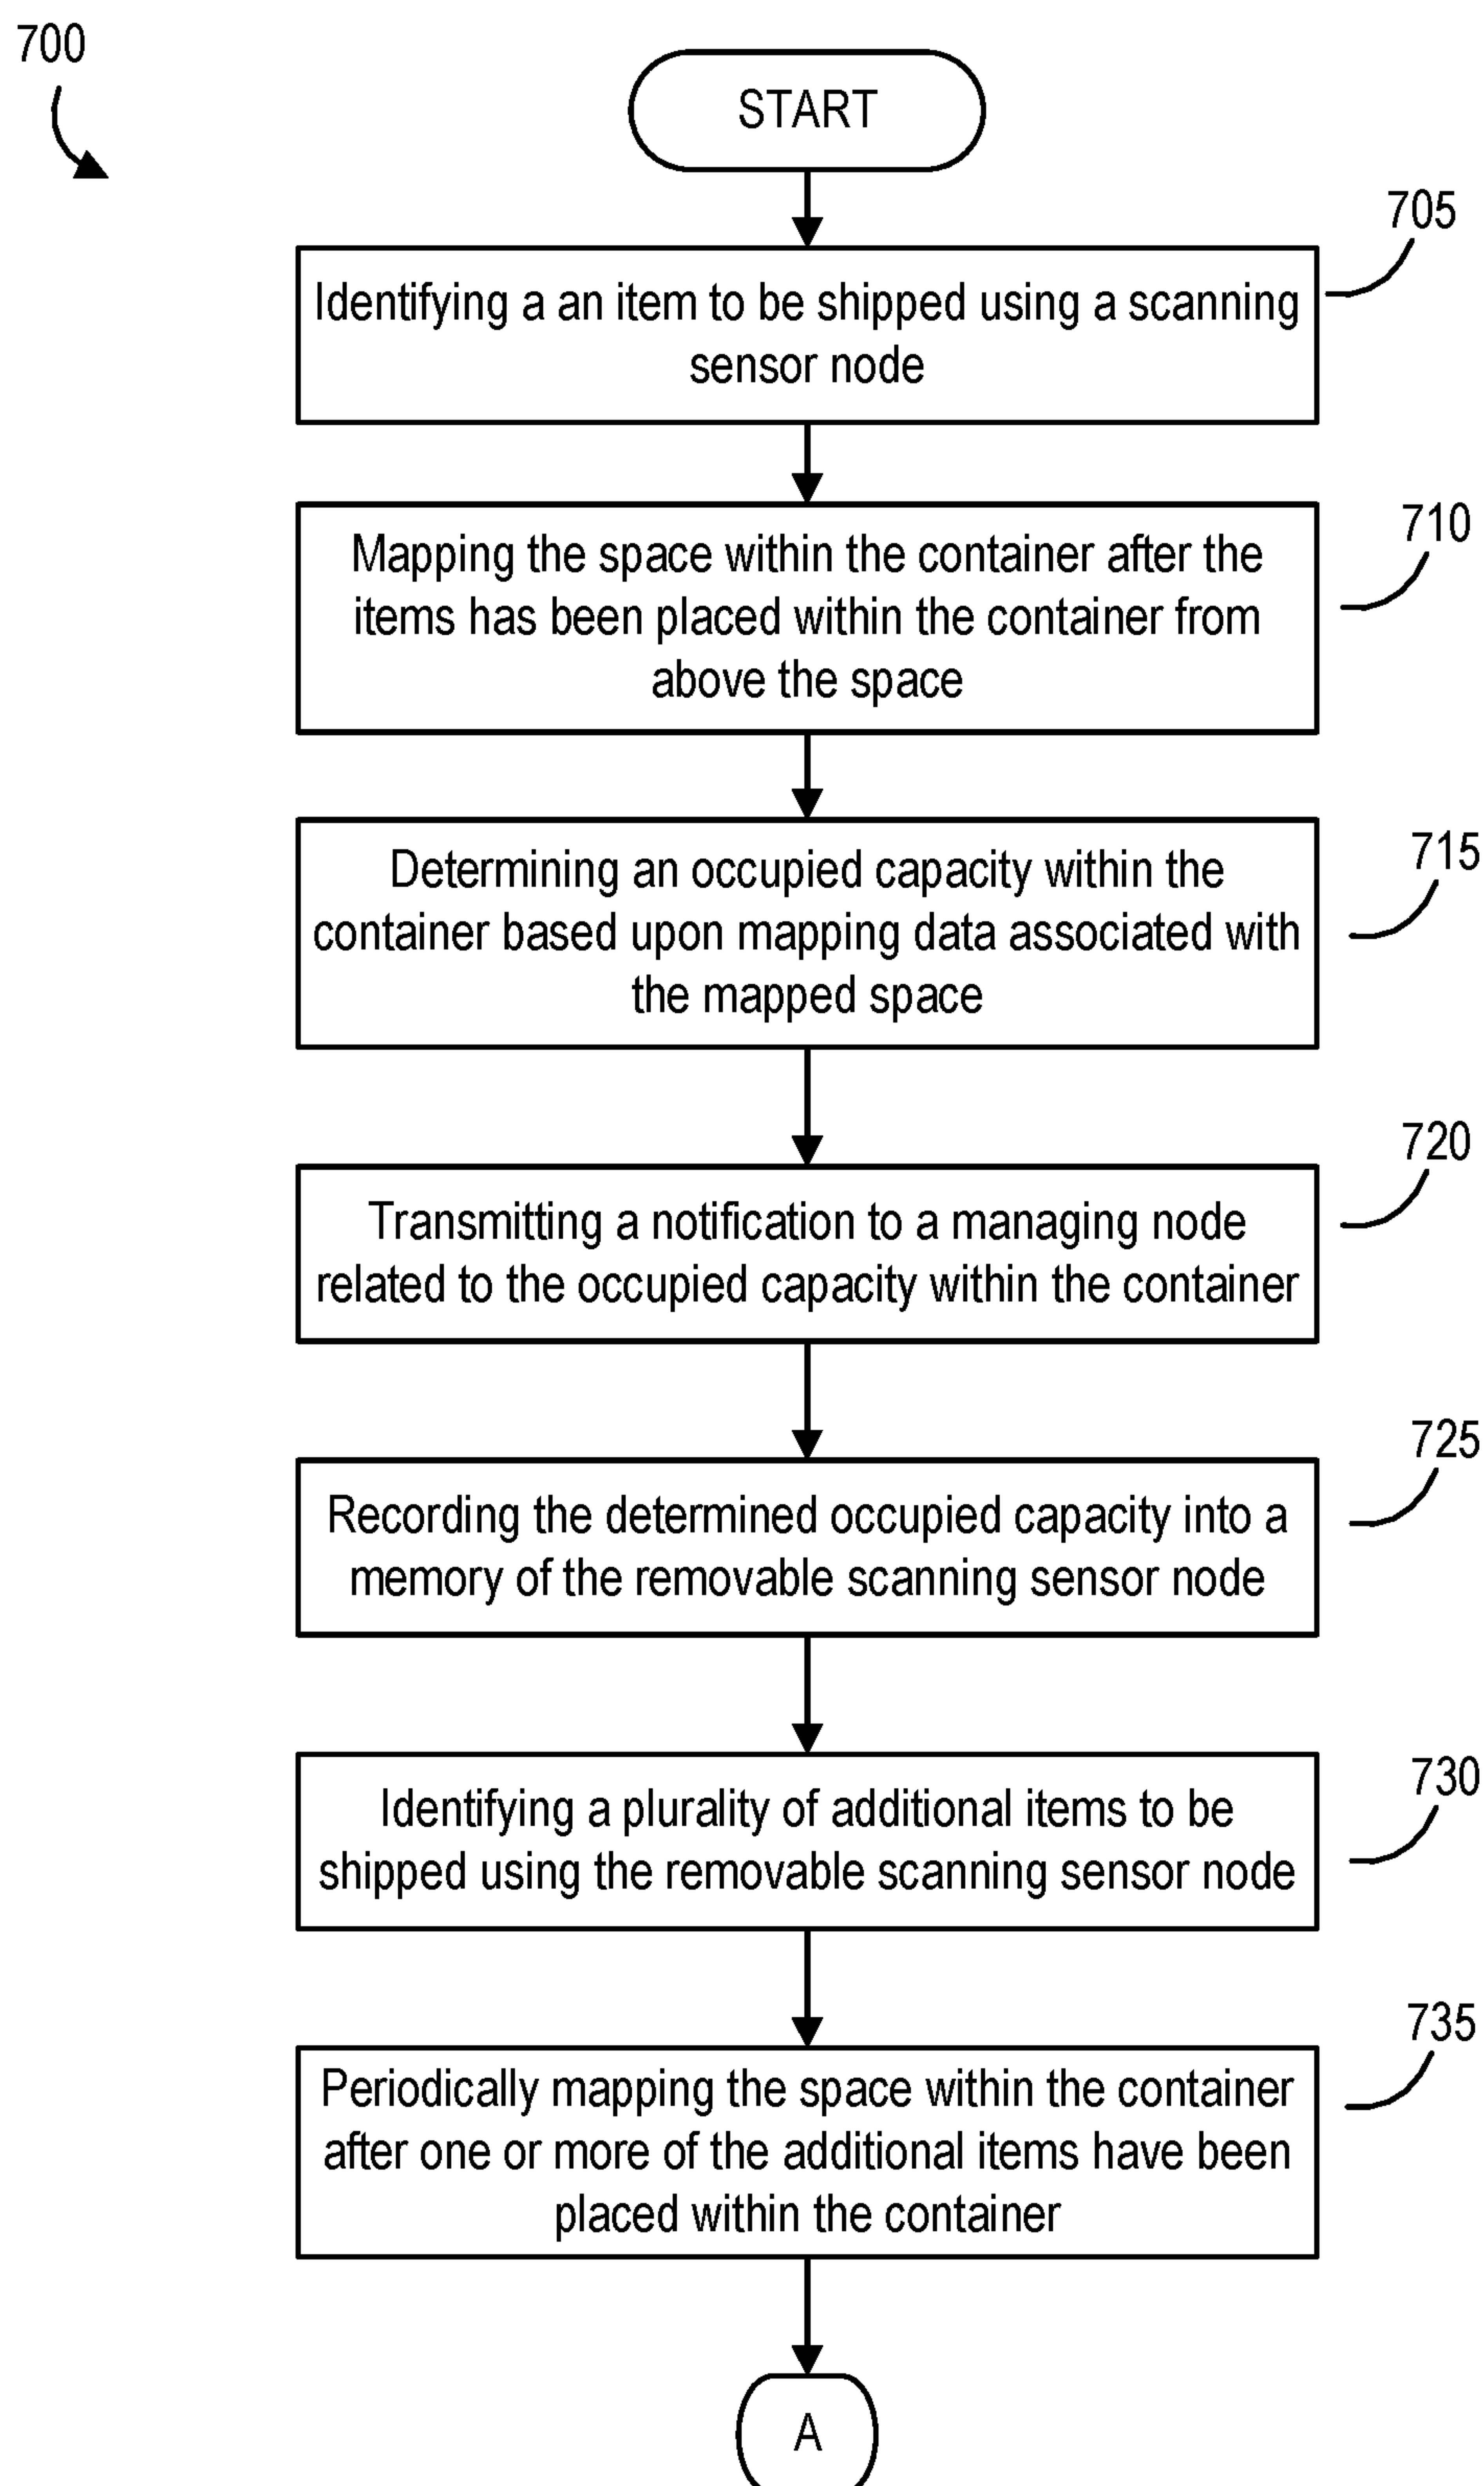 700
START
705
Identifying a an item to be shipped using a scanning
sensor node
710
Mapping the space within the container after the
items has been placed within the container from
above the space
715
Determining an occupied capacity within the
container based upon mapping data associated with
the mapped space
720
Transmitting a notification to a managing node
related to the occupied capacity within the container
725
Recording the determined occupied capacity into a
memory of the removable scanning sensor node
730
Identifying a plurality of additional items to be
shipped using the removable scanning sensor node
735
Periodically mapping the space within the container
after one or more of the additional items have been
placed within the container
A